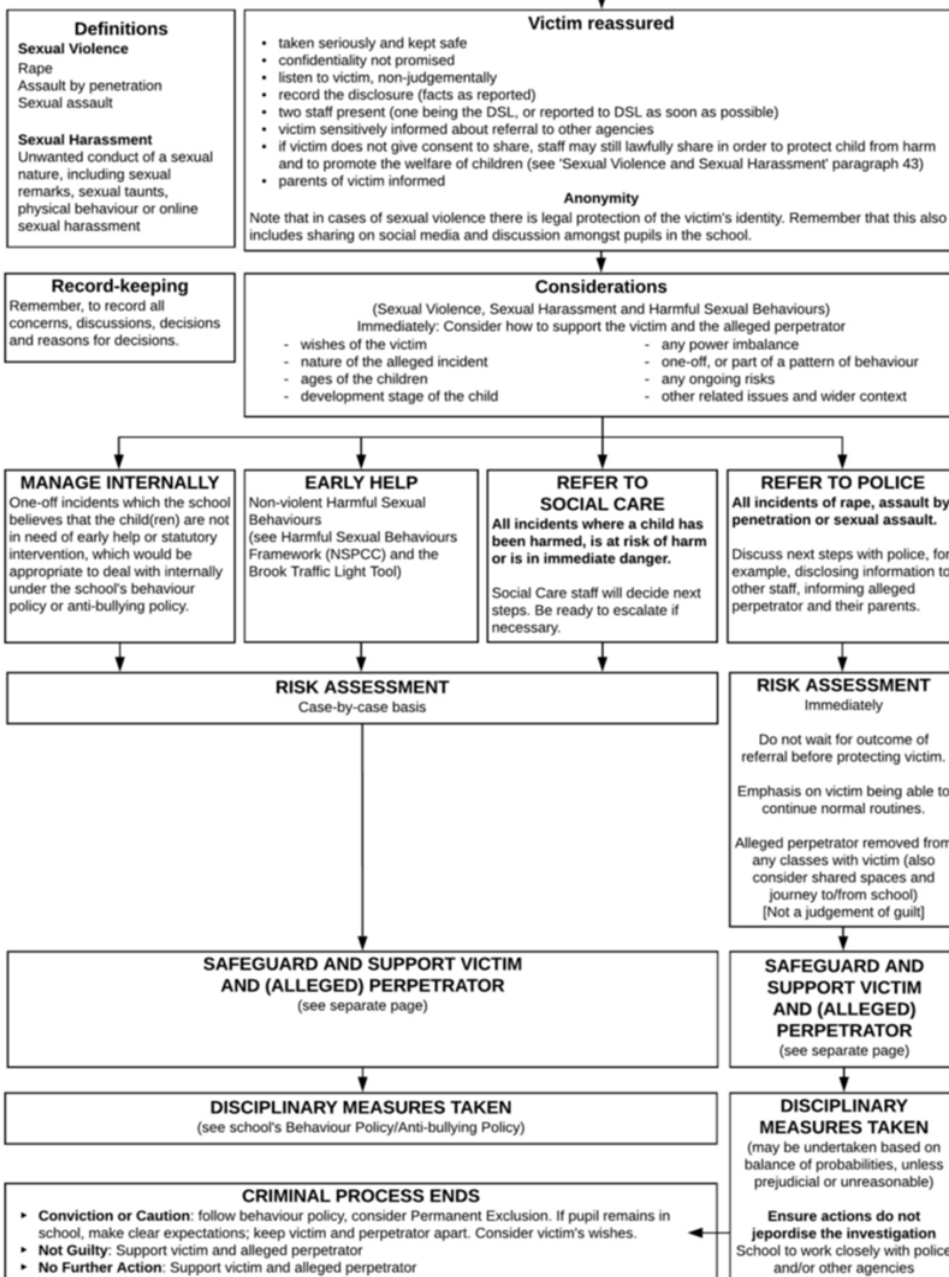 Definitions
Sexual Violence
Rape
Assault by penetration
Sexual assault
Sexual Harassment
Unwanted conduct of a sexual
nature, including sexual
remarks, sexual taunts,
physical behaviour or online
sexual harassment
Victim reassured
• taken seriously and kept safe
• confidentiality not promised
• listen to victim, non-judgementally
• record the disclosure (facts as reported)
• two staff present (one being the DSL, or reported to DSL as soon as possible)
• victim sensitively informed about referral to other agencies
• if victim does not give consent to share, staff may still lawfully share in order to protect child from harm
and to promote the welfare of children (see 'Sexual Violence and Sexual Harassment' paragraph 43)
• parents of victim informed
Anonymity
Note that in cases of sexual violence there is legal protection of the victim's identity. Remember that this also
includes sharing on social media and discussion amongst pupils in the school.
Record-keeping
Remember, to record all
concerns, discussions, decisions
and reasons for decisions.
Considerations
(Sexual Violence, Sexual Harassment and Harmful Sexual Behaviours)
Immediately: Consider how to support the victim and the alleged perpetrator
- wishes of the victim
- nature of the alleged incident
- ages of the children
- development stage of the child
- any power imbalance
- one-off, or part of a pattern of behaviour
- any ongoing risks
- other related issues and wider context
MANAGE INTERNALLY
One-off incidents which the school
believes that the child(ren) are not
in need of early help or statutory
intervention, which would be
appropriate to deal with internally
under the school's behaviour
policy or anti-bullying policy.
EARLY HELP
Non-violent Harmful Sexual
Behaviours
(see Harmful Sexual Behaviours
Framework (NSPCC) and the
Brook Traffic Light Tool)
REFER TO
SOCIAL CARE
All incidents where a child has
been harmed, is at risk of harm
or is in immediate danger.
Social Care staff will decide next
steps. Be ready to escalate if
necessary.
REFER TO POLICE
All incidents of rape, assault by
penetration or sexual assault.
Discuss next steps with police, for
example, disclosing information to
other staff, informing alleged
perpetrator and their parents.
RISK ASSESSMENT
Case-by-case basis
RISK ASSESSMENT
Immediately
Do not wait for outcome of
referral before protecting victim.
Emphasis on victim being able to
continue normal routines.
Alleged perpetrator removed from
any classes with victim (also
consider shared spaces and
journey to/from school)
[Not a judgement of guilt]
SAFEGUARD AND SUPPORT VICTIM
AND (ALLEGED) PERPETRATOR
(see separate page)
SAFEGUARD AND
SUPPORT VICTIM
AND (ALLEGED)
PERPETRATOR
(see separate page)
DISCIPLINARY MEASURES TAKEN
(see school's Behaviour Policy/Anti-bullying Policy)
DISCIPLINARY
MEASURES TAKEN
(may be undertaken based on
balance of probabilities, unless
prejudicial or unreasonable)
Ensure actions do not
jepordise the investigation
School to work closely with police
and/or other agencies
CRIMINAL PROCESS ENDS
▸ Conviction or Caution: follow behaviour policy, consider Permanent Exclusion. If pupil remains in
school, make clear expectations; keep victim and perpetrator apart. Consider victim's wishes.
▸ Not Guilty: Support victim and alleged perpetrator
▸ No Further Action: Support victim and alleged perpetrator